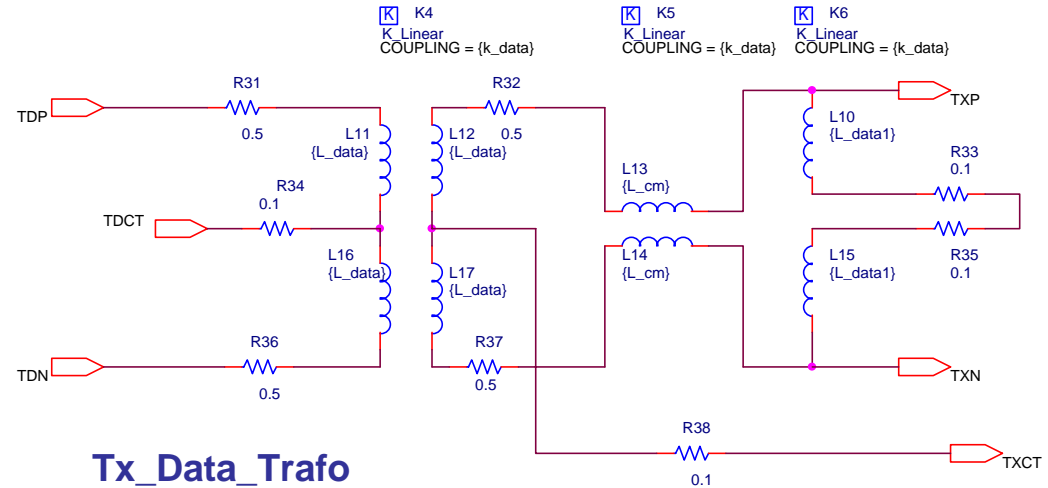 K K4
K_Linear
COUPLING = {k_data}
K K5
K_Linear
COUPLING = {k_data}
K K6
K_Linear
COUPLING = {k_data}
R31
0.5
TDP
L11
{L_data}
L12
{L_data}
R32
0.5
TXP
L10
{L_data1}
L13
{L_cm}
R33
0.1
R34
0.1
TDCT
L16
{L_data}
L17
{L_data}
L14
{L_cm}
L15
{L_data1}
R35
0.1
R36
0.5
TDN
R37
0.5
TXN
R38
0.1
TXCT
Tx_Data_Trafo